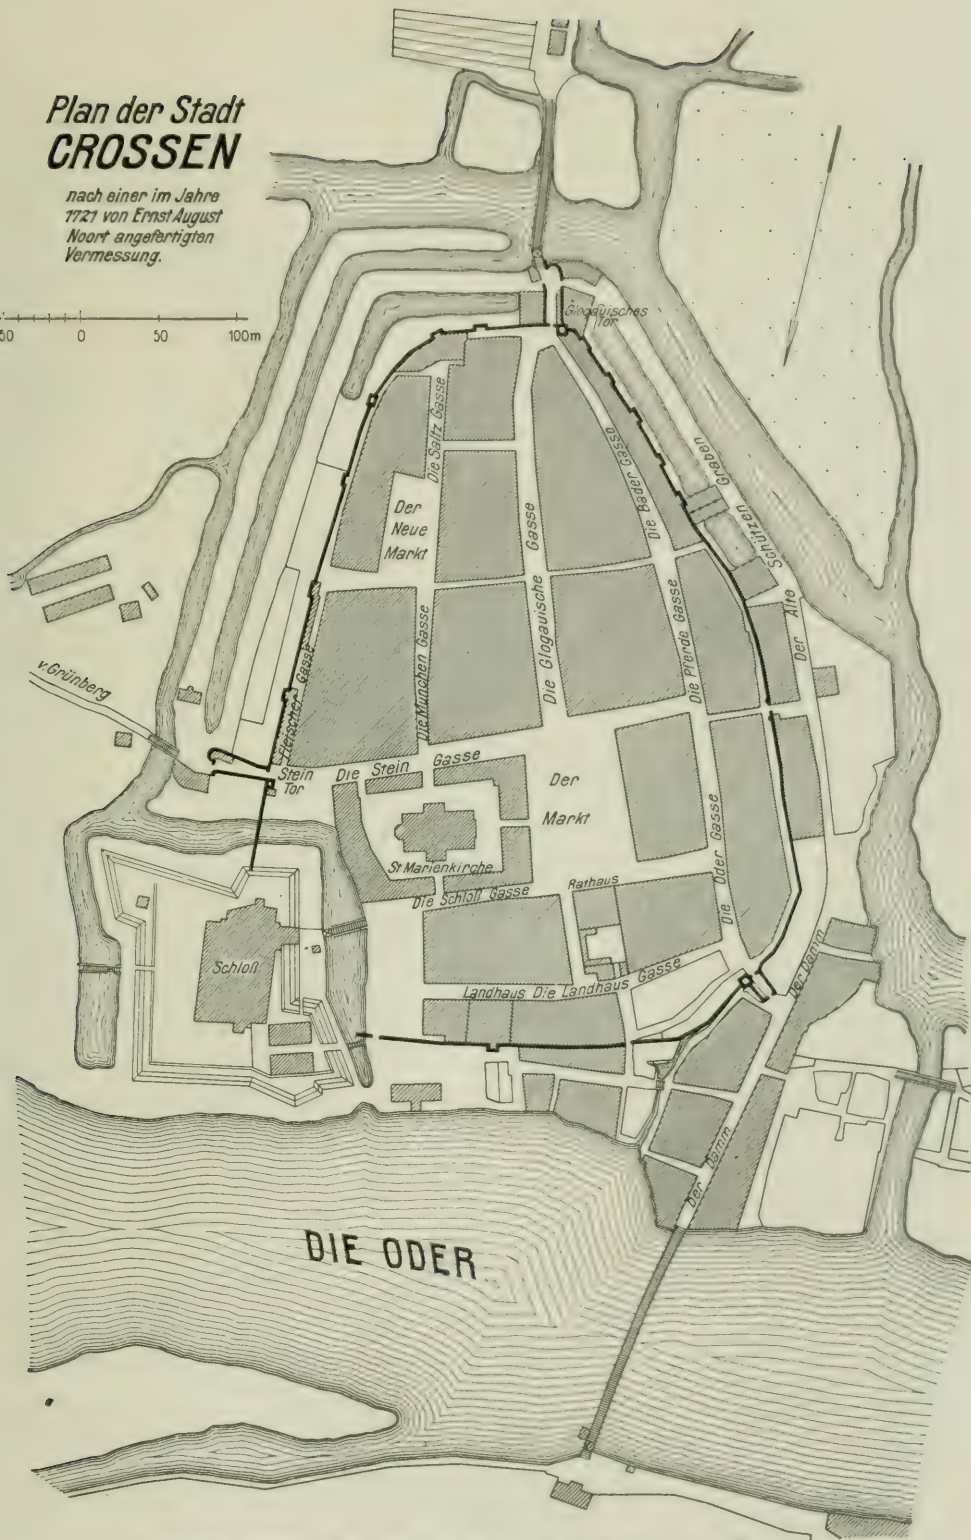 Plan der Stadt
CROSSEN
nach einer im Jahre
1721 von Ernst August
Noort angefertigten
Vermessung.
50 0 50 100m
Glogauisches
Tor
Die Saltz Gasse
Der
Neue
Markt
Die Glogauische Gasse
Die Bader Gasse
Der Alte Schützen Graben
Die Pferde Gasse
Die München Gasse
Fleischer Gasse
v. Grünberg
Stein
Tor
Die Stein Gasse
Der
Markt
St Marienkirche
Die Schloß Gasse
Rathaus
Die Oder Gasse
Schloß
Landhaus Die Landhaus Gasse
Der Damm
Der Damm
DIE ODER